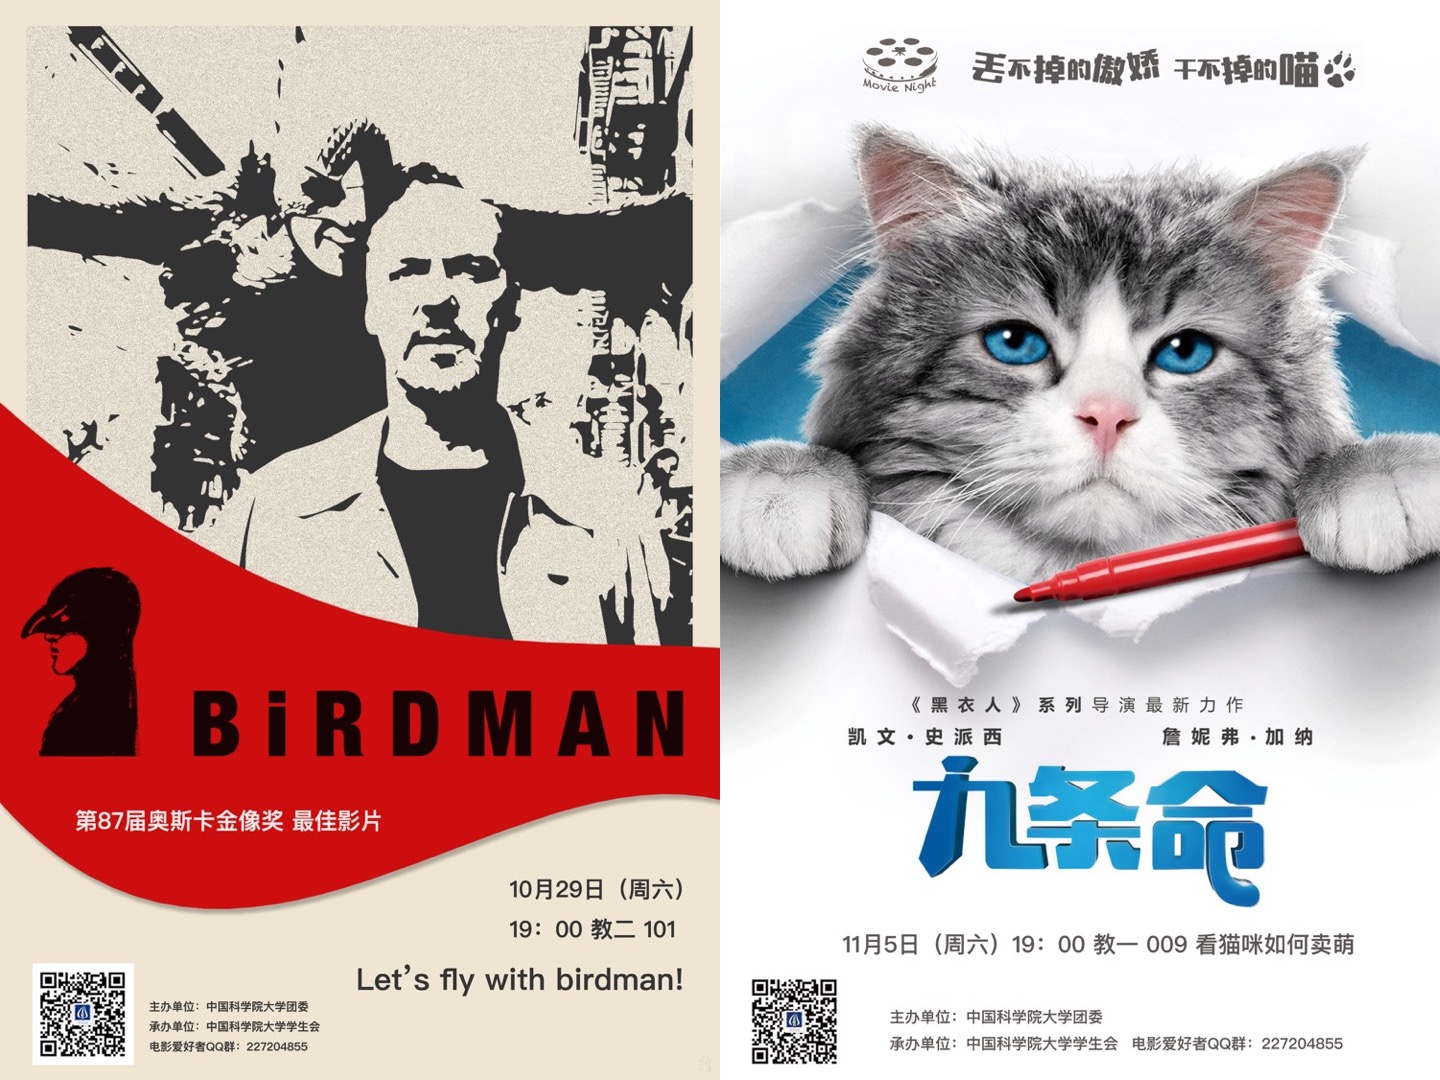 BiRDMAN
第87届奥斯卡金像奖 最佳影片
10月29日（周六）
19：00 教二 101
Let's fly with birdman!
主办单位：中国科学院大学团委
承办单位：中国科学院大学学生会
电影爱好者QQ群：227204855
Movie Night
丢不掉的傲娇 干不掉的喵
《黑衣人》系列导演最新力作
凯文·史派西 詹妮弗·加纳
九条命
11月5日（周六）19：00 教一 009 看猫咪如何卖萌
主办单位：中国科学院大学团委
承办单位：中国科学院大学学生会 电影爱好者QQ群：227204855